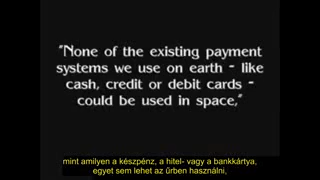 "None of the existing payment
systems we use on earth - like
cash, credit or debit cards -
could be used in space,"
mint amilyen a készpénz, a hitel- vagy a bankkártya,
egyet sem lehet az űrben használni,